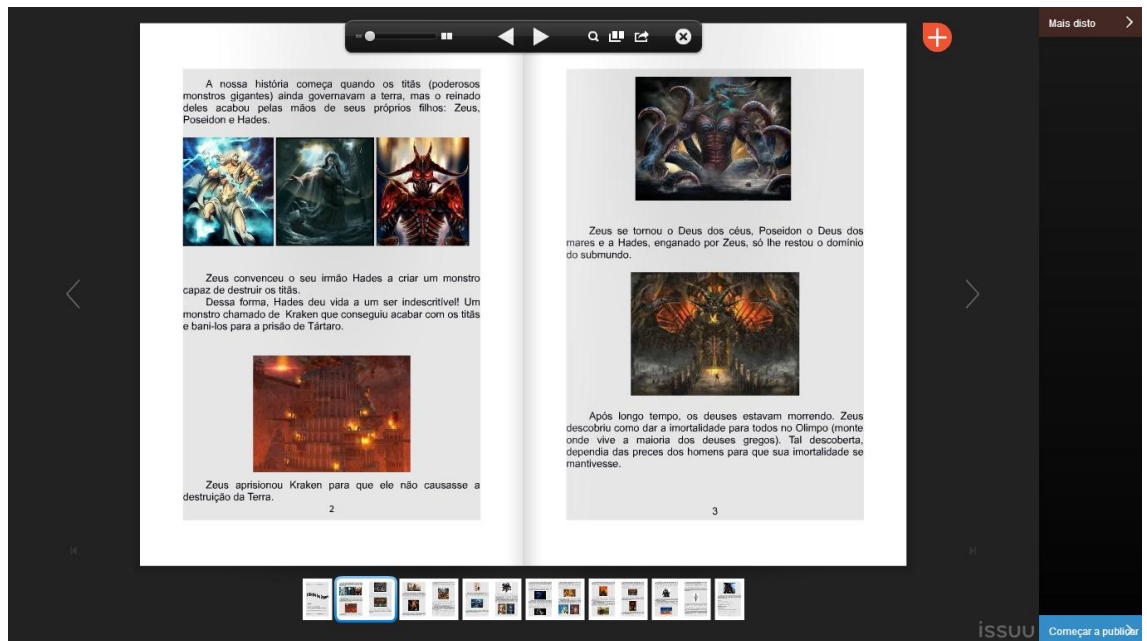 Mais disto
A nossa história começa quando os titãs (poderosos
monstros gigantes) ainda governavam a terra, mas o reinado
deles acabou pelas mãos de seus próprios filhos: Zeus,
Poseidon e Hades.
Zeus convenceu o seu irmão Hades a criar um monstro
capaz de destruir os titãs.
Dessa forma, Hades deu vida a um ser indescritível! Um
monstro chamado de Kraken que conseguiu acabar com os titãs
e bani-los para a prisão de Tártaro.
Zeus aprisionou Kraken para que ele não causasse a
destruição da Terra.
2
Zeus se tornou o Deus dos céus, Poseidon o Deus dos
mares e a Hades, enganado por Zeus, só lhe restou o domínio
do submundo.
Após longo tempo, os deuses estavam morrendo. Zeus
descobriu como dar a imortalidade para todos no Olimpo (monte
onde vive a maioria dos deuses gregos). Tal descoberta,
dependia das preces dos homens para que sua imortalidade se
mantivesse.
3
issuu
Começar a publicar